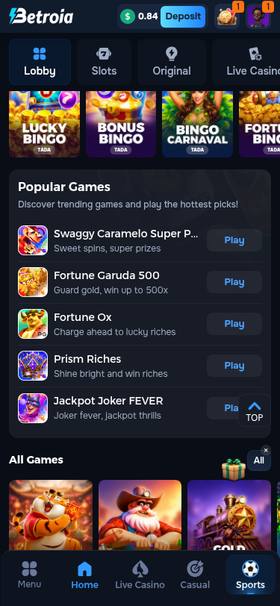 Betroia
$ 0.84 Deposit
1
1
Lobby
Slots
Original
Live Casino
LUCKY BINGO
TADA
BONUS BINGO
TADA
BINGO CARNAVAL
TADA
BINGO
Popular Games
Discover trending games and play the hottest picks!
Swaggy Caramelo Super P...
Sweet spins, super prizes
Play
Fortune Garuda 500
Guard gold, win up to 500x
Play
Fortune Ox
Charge ahead to lucky riches
Play
Prism Riches
Shine bright and win riches
Play
Jackpot Joker FEVER
Joker fever, jackpot thrills
Pla
TOP
All Games
All
GOLD
Menu
Home
Live Casino
Casual
Sports